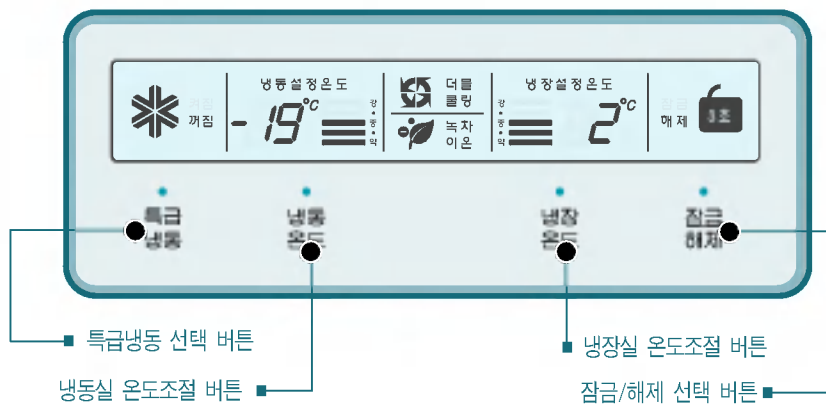 냉동설정온도
냉장설정온도
꺼짐
-19℃
강
중
약
더블
쿨링
녹차
이온
강
중
약
2℃
해제
3초
특급
냉동
냉동
온도
냉장
온도
잠금
해제
특급냉동 선택 버튼
냉동실 온도조절 버튼
냉장실 온도조절 버튼
잠금/해제 선택 버튼